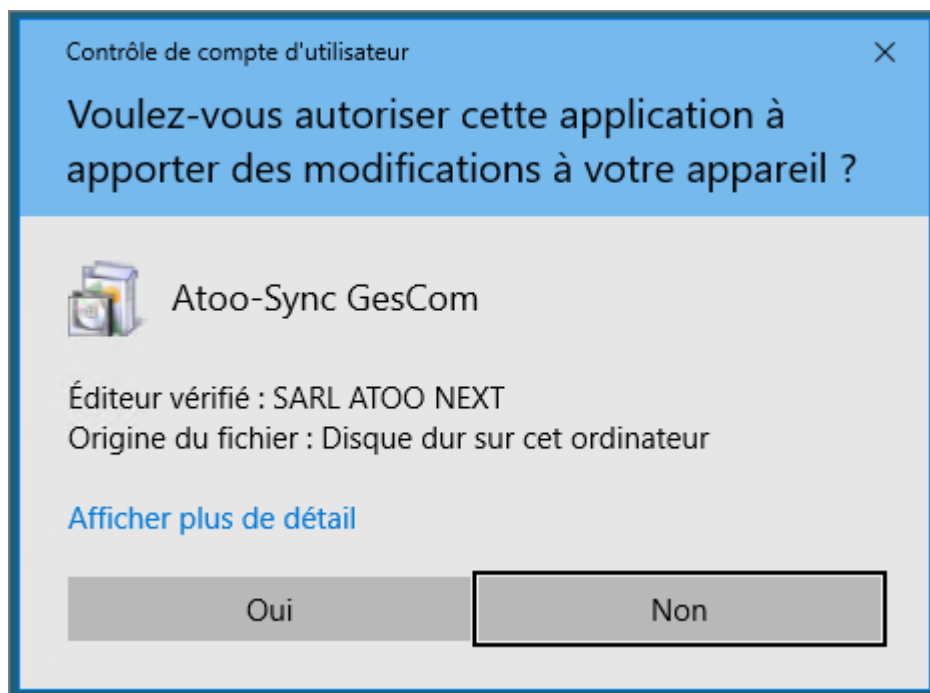 Contrôle de compte d'utilisateur
Voulez-vous autoriser cette application à
apporter des modifications à votre appareil ?
Atoo-Sync GesCom
Éditeur vérifié : SARL ATOO NEXT
Origine du fichier : Disque dur sur cet ordinateur
Afficher plus de détail
Oui
Non